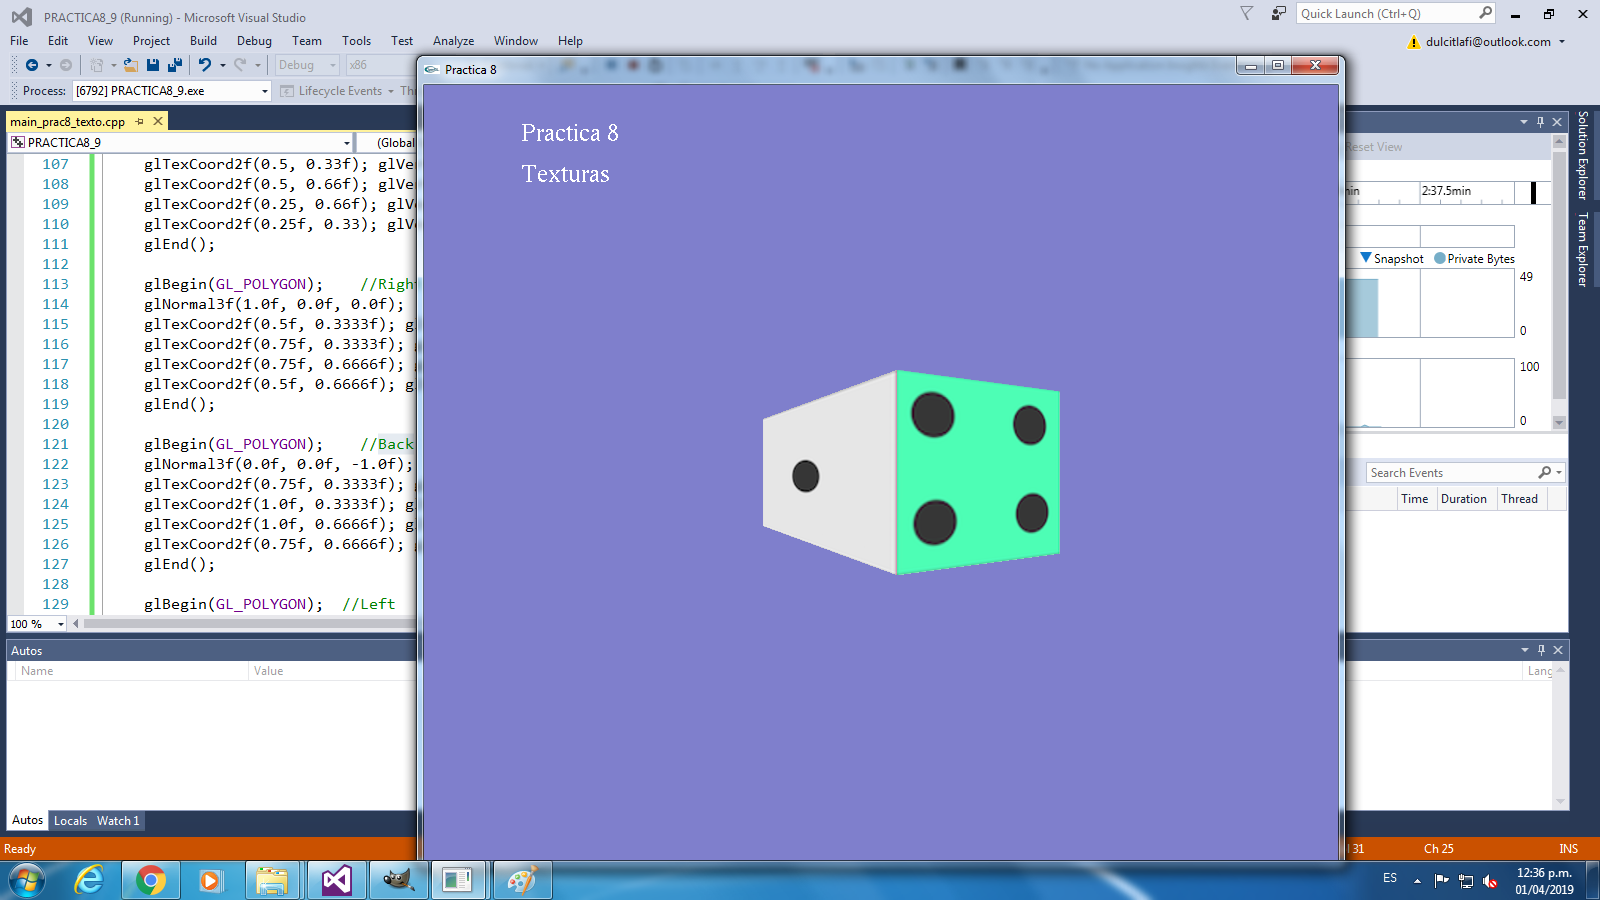 PRACTICA8_9 (Running) - Microsoft Visual Studio
Quick Launch (Ctrl+Q)
File Edit View Project Build Debug Team Tools Test Analyze Window Help
dulcitlafi@outlook.com
Debug x86
Process: [6792] PRACTICA8_9.exe Lifecycle Events
main_prac8_texto.cpp
PRACTICA8_9 (Global
107 glTexCoord2f(0.5, 0.33f);
108 glTexCoord2f(0.5, 0.66f);
109 glTexCoord2f(0.25, 0.66f);
110 glTexCoord2f(0.25f, 0.33);
111 glEnd();
112
113 glBegin(GL_POLYGON); //Right
114 glNormal3f(1.0f, 0.0f, 0.0f);
115 glTexCoord2f(0.5f, 0.3333f);
116 glTexCoord2f(0.75f, 0.3333f);
117 glTexCoord2f(0.75f, 0.6666f);
118 glTexCoord2f(0.5f, 0.6666f);
119 glEnd();
120
121 glBegin(GL_POLYGON); //Back
122 glNormal3f(0.0f, 0.0f, -1.0f);
123 glTexCoord2f(0.75f, 0.3333f);
124 glTexCoord2f(1.0f, 0.3333f);
125 glTexCoord2f(1.0f, 0.6666f);
126 glTexCoord2f(0.75f, 0.6666f);
127 glEnd();
128
129 glBegin(GL_POLYGON); //Left
100 %
Autos
Name Value
Autos Locals Watch 1
Practica 8
Practica 8
Texturas
Reset View
min 2:37.5min
Snapshot Private Bytes
49
0
100
0
Search Events
Time Duration Thread
Lang
Solution Explorer
Team Explorer
Ready 31 Ch 25 INS
ES 12:36 p.m.
01/04/2019